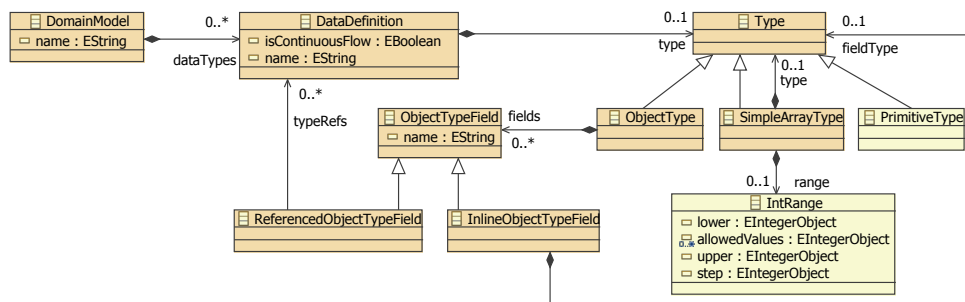 DomainModel
name : EString
0..*
dataTypes
DataDefinition
isContinuousFlow : EBoolean
name : EString
0..1
type
Type
0..1
fieldType
0..1
type
0..*
typeRefs
ObjectTypeField
name : EString
fields
0..*
ObjectType
SimpleArrayType
PrimitiveType
0..1
range
ReferencedObjectTypeField
InlineObjectTypeField
IntRange
lower : EIntegerObject
0..* allowedValues : EIntegerObject
upper : EIntegerObject
step : EIntegerObject